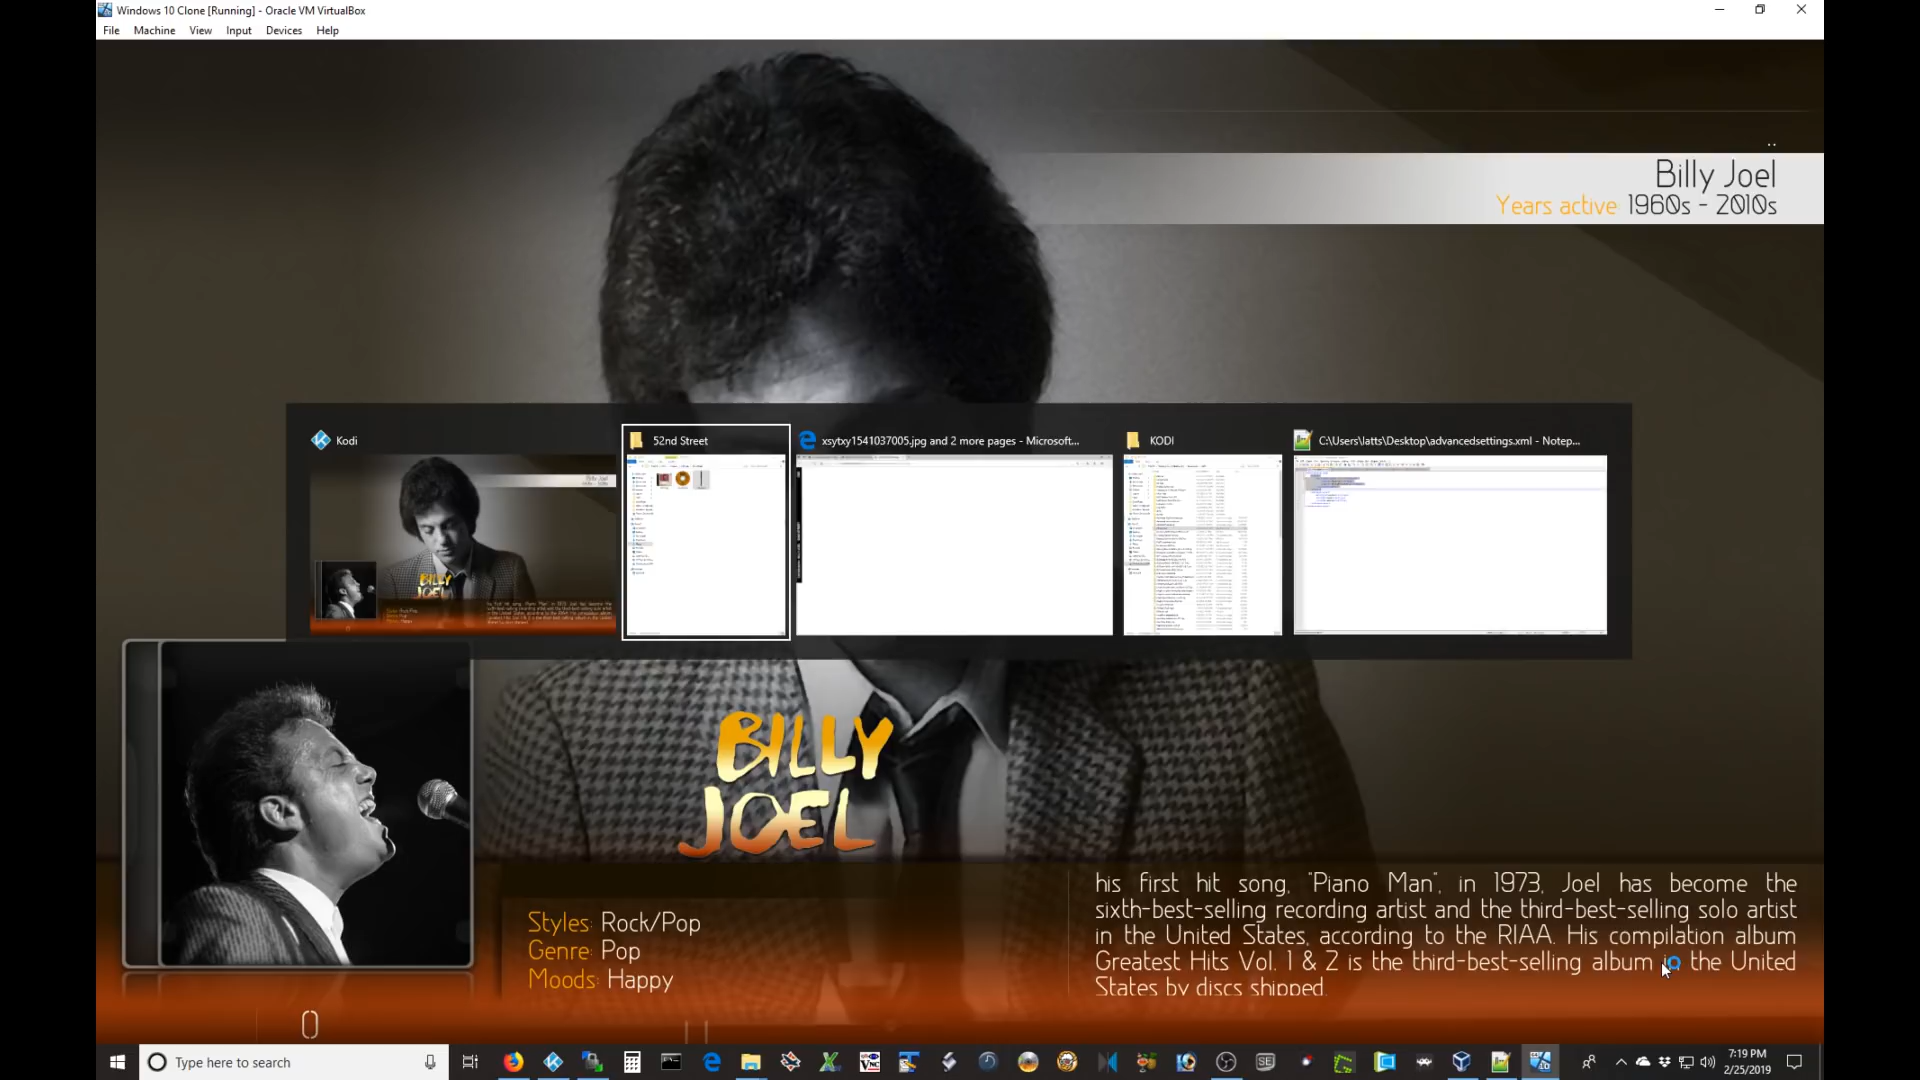 Windows 10 Clone [Running] - Oracle VM VirtualBox
File Machine View Input Devices Help
..
Billy Joel
Years active: 1960s - 2010s
Kodi
52nd Street
xsytxy1541037005.jpg and 2 more pages - Microsoft...
KODI
C:\Users\latts\Desktop\advancedsettings.xml - Notep...
BILLY
JOEL
BILLY
JOEL
his first hit song, "Piano Man", in 1973, Joel has become the
sixth-best-selling recording artist and the third-best-selling solo artist
in the United States, according to the RIAA. His compilation album
Greatest Hits Vol. 1 & 2 is the third-best-selling album the United
States by discs shipped.
Styles: Rock/Pop
Genre: Pop
Moods: Happy
0
Type here to search
VNC
SE
7:19 PM
2/25/2019